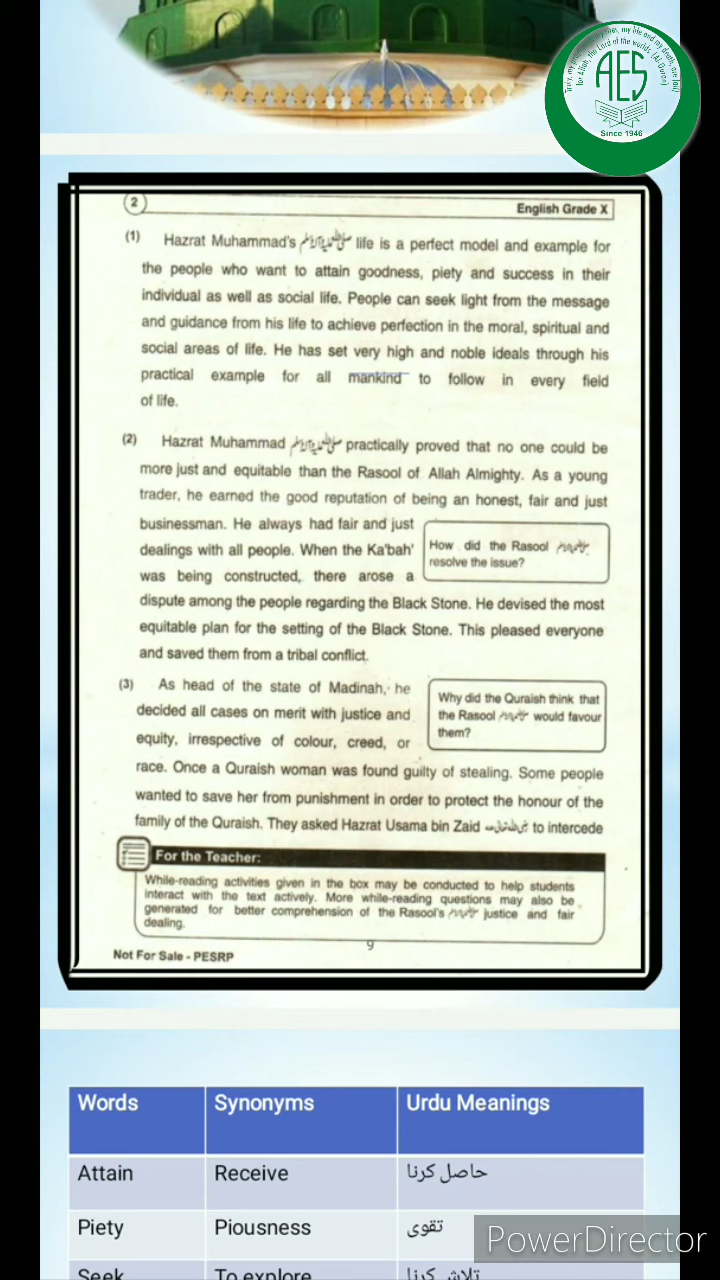 for Allah, the Lord of the worlds. (Al-Quran)
AES
Since 1946
2
English Grade X
(1) Hazrat Muhammad's ﷺ life is a perfect model and example for
the people who want to attain goodness, piety and success in their
individual as well as social life. People can seek light from the message
and guidance from his life to achieve perfection in the moral, spiritual and
social areas of life. He has set very high and noble ideals through his
practical example for all mankind to follow in every field
of life.
(2) Hazrat Muhammad ﷺ practically proved that no one could be
more just and equitable than the Rasool of Allah Almighty. As a young
trader, he earned the good reputation of being an honest, fair and just
businessman. He always had fair and just
dealings with all people. When the Ka'bah'
was being constructed, there arose a
How did the Rasool ﷺ
resolve the issue?
dispute among the people regarding the Black Stone. He devised the most
equitable plan for the setting of the Black Stone. This pleased everyone
and saved them from a tribal conflict.
(3) As head of the state of Madinah, he
decided all cases on merit with justice and
equity, irrespective of colour, creed, or
Why did the Quraish think that
the Rasool ﷺ would favour
them?
race. Once a Quraish woman was found guilty of stealing. Some people
wanted to save her from punishment in order to protect the honour of the
family of the Quraish. They asked Hazrat Usama bin Zaid to intercede
For the Teacher:
While-reading activities given in the box may be conducted to help students
interact with the text actively. More while-reading questions may also be
generated for better comprehension of the Rasool's ﷺ justice and fair
dealing.
9
Not For Sale - PESRP
Words Synonyms Urdu Meanings
Attain Receive حاصل کرنا
Piety Piousness تقوی
Seek To explore تلاش کرنا
PowerDirector